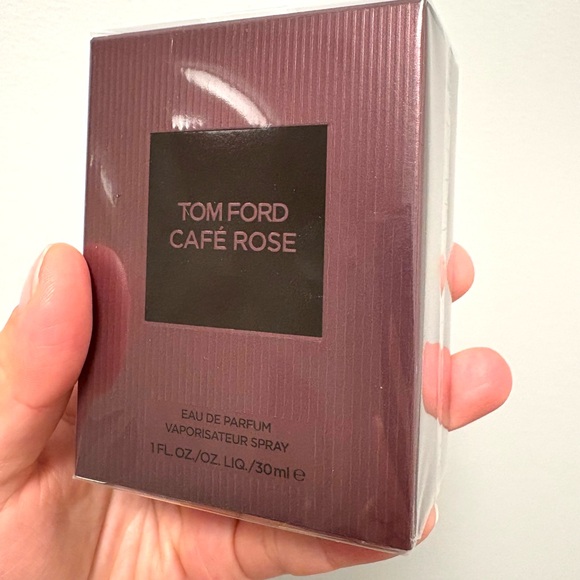 TOM FORD
CAFÉ ROSE
EAU DE PARFUM
VAPORISATEUR SPRAY
1 FL. OZ./OZ. LIQ./30ml ℮